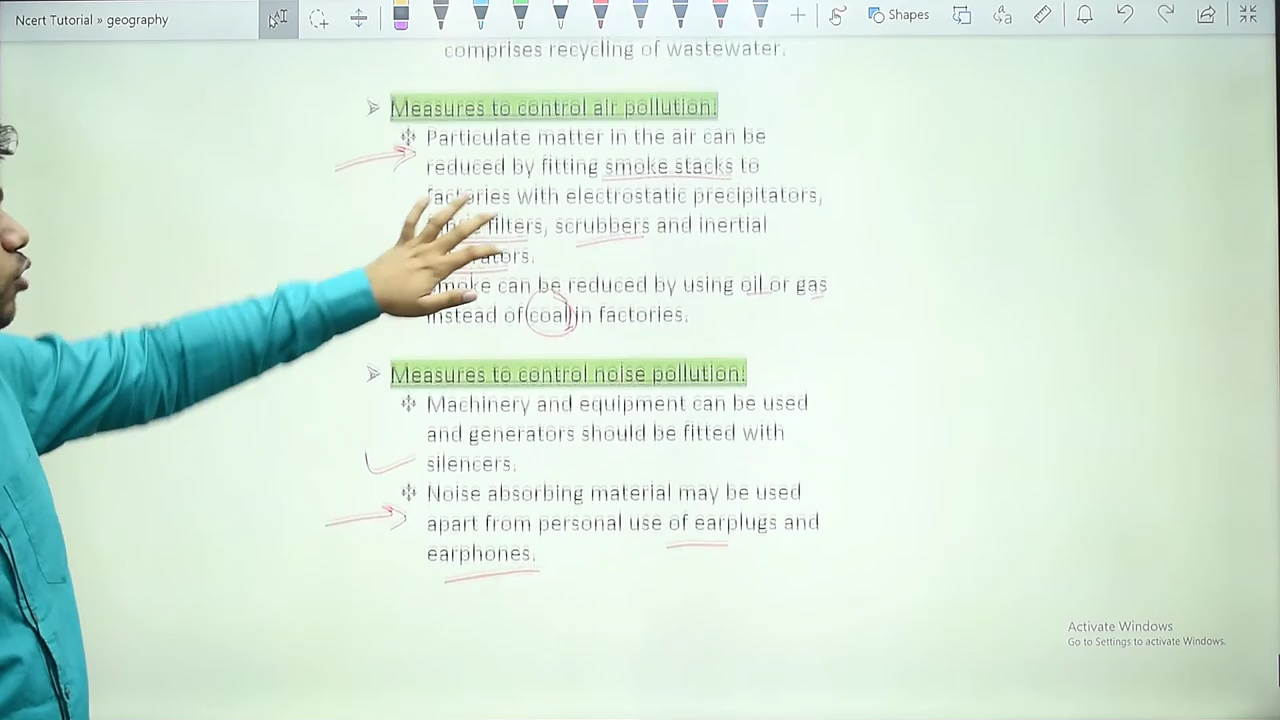 Ncert Tutorial » geography
Shapes
comprises recycling of wastewater.
Measures to control air pollution:
Particulate matter in the air can be
reduced by fitting smoke stacks to
factories with electrostatic precipitators,
filters, scrubbers and inertial
Smoke can be reduced by using oil or gas
instead of coal in factories.
Measures to control noise pollution:
Machinery and equipment can be used
and generators should be fitted with
silencers.
Noise absorbing material may be used
apart from personal use of earplugs and
earphones.
Activate Windows
Go to Settings to activate Windows.